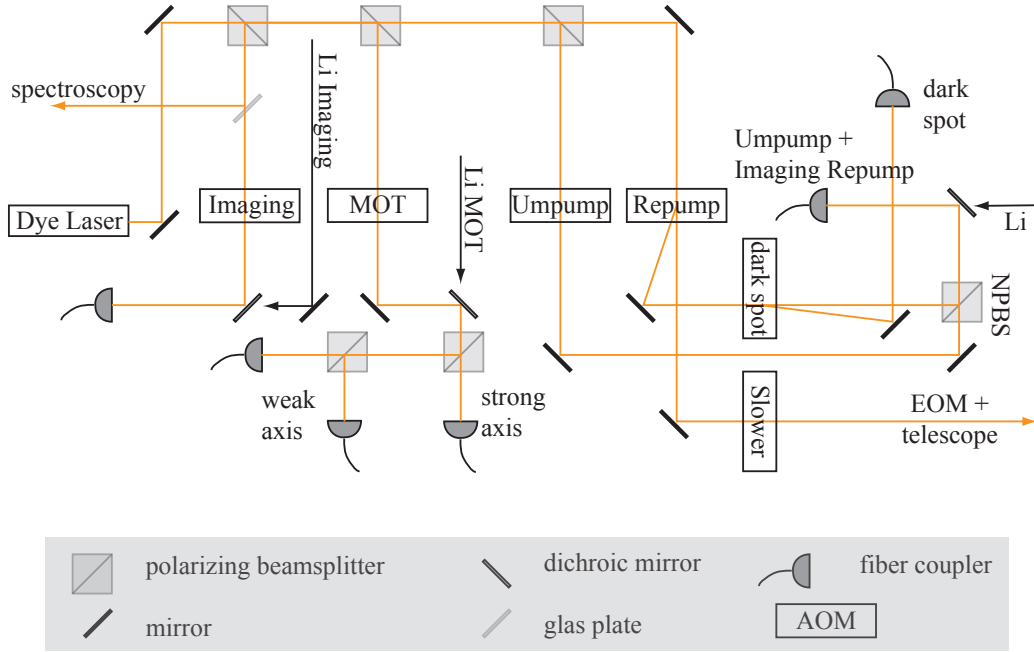 spectroscopy
Li Imaging
dark
spot
Umpump +
Imaging Repump
Dye Laser
Imaging
MOT
Li MOT
Umpump
Repump
Li
dark spot
NPBS
weak
axis
strong
axis
Slower
EOM +
telescope
polarizing beamsplitter
dichroic mirror
fiber coupler
mirror
glas plate
AOM